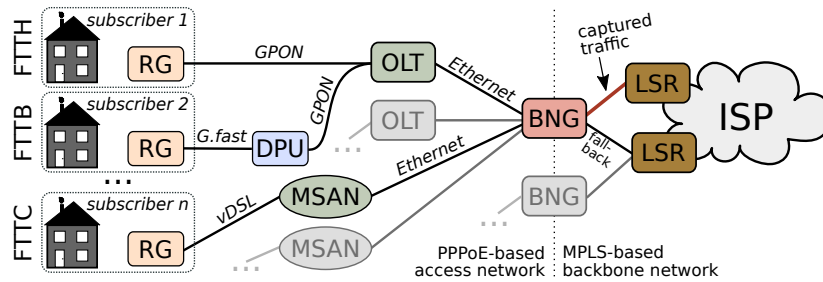 FTTH
subscriber 1
RG
GPON
OLT
Ethernet
captured
traffic
LSR
ISP
FTTB
subscriber 2
RG
G.fast
DPU
GPON
...
OLT
BNG
fall-
back
LSR
...
FTTC
subscriber n
RG
vDSL
MSAN
Ethernet
...
MSAN
...
BNG
PPPoE-based
access network
MPLS-based
backbone network